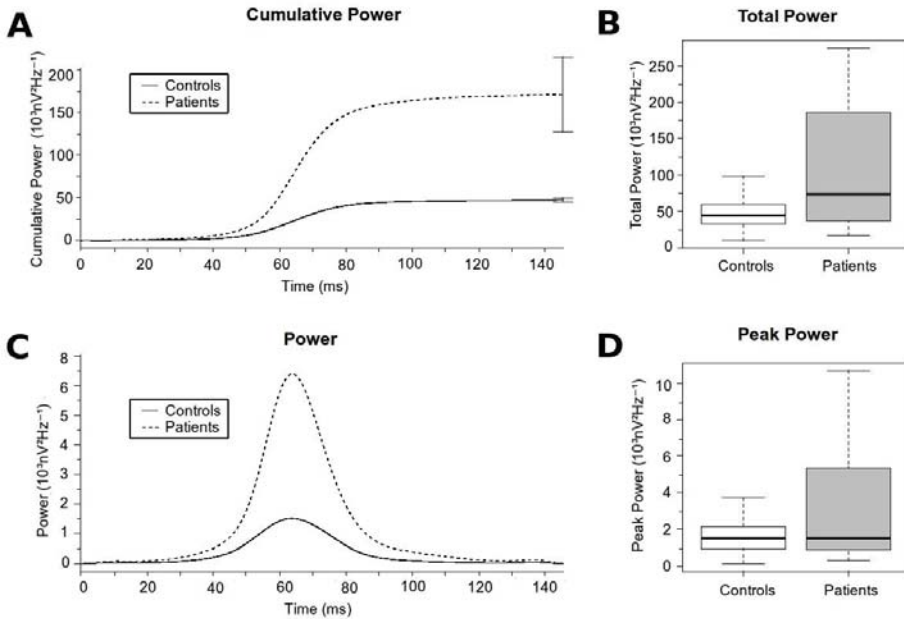 A
Cumulative Power
Cumulative Power (10³nV²Hz⁻¹)
200
150
100
50
0
Controls
Patients
0 20 40 60 80 100 120 140
Time (ms)
B
Total Power
Total Power (10³nV²Hz⁻¹)
250
200
150
100
50
0
Controls Patients
C
Power
Power (10³nV²Hz⁻¹)
8
6
5
4
3
2
1
0
Controls
Patients
0 20 40 60 80 100 120 140
Time (ms)
D
Peak Power
Peak Power (10³nV²Hz⁻¹)
10
8
6
4
2
0
Controls Patients